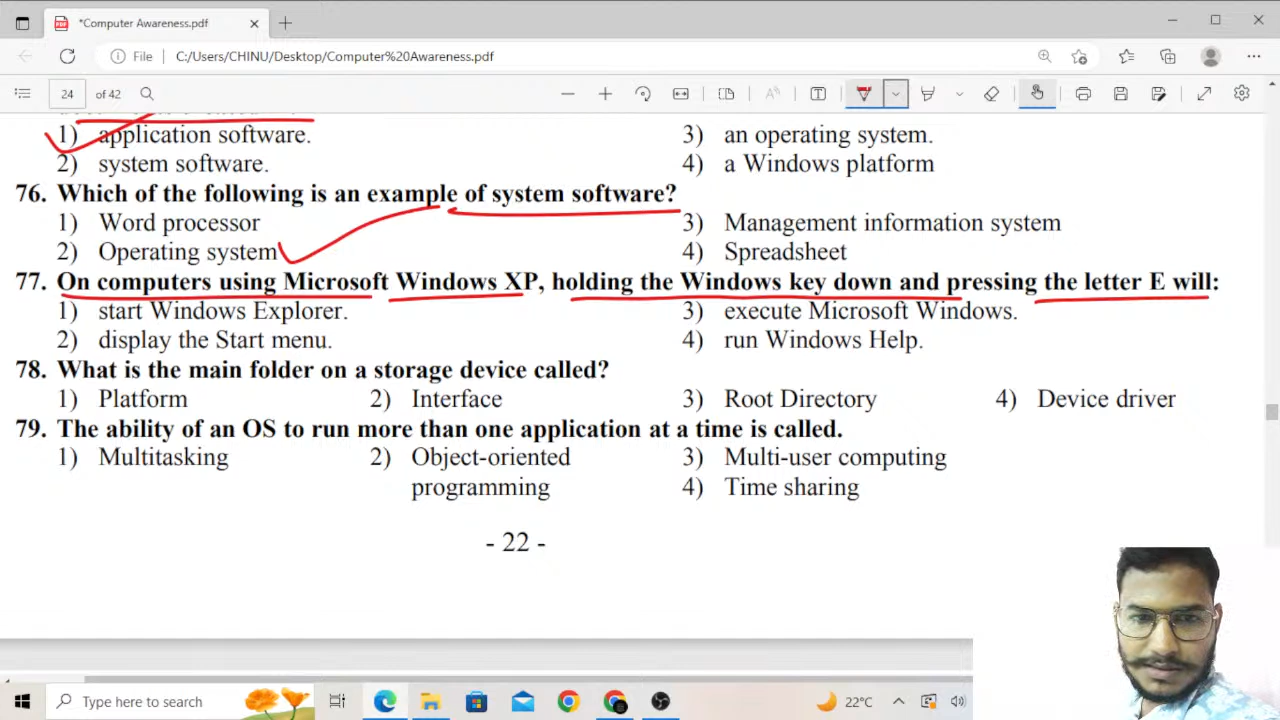 *Computer Awareness.pdf
File C:/Users/CHINU/Desktop/Computer%20Awareness.pdf
24 of 42
1) application software. 3) an operating system.
2) system software. 4) a Windows platform
76. Which of the following is an example of system software?
1) Word processor 3) Management information system
2) Operating system 4) Spreadsheet
77. On computers using Microsoft Windows XP, holding the Windows key down and pressing the letter E will:
1) start Windows Explorer. 3) execute Microsoft Windows.
2) display the Start menu. 4) run Windows Help.
78. What is the main folder on a storage device called?
1) Platform 2) Interface 3) Root Directory 4) Device driver
79. The ability of an OS to run more than one application at a time is called.
1) Multitasking 2) Object-oriented 3) Multi-user computing
programming 4) Time sharing
- 22 -
Type here to search 22°C